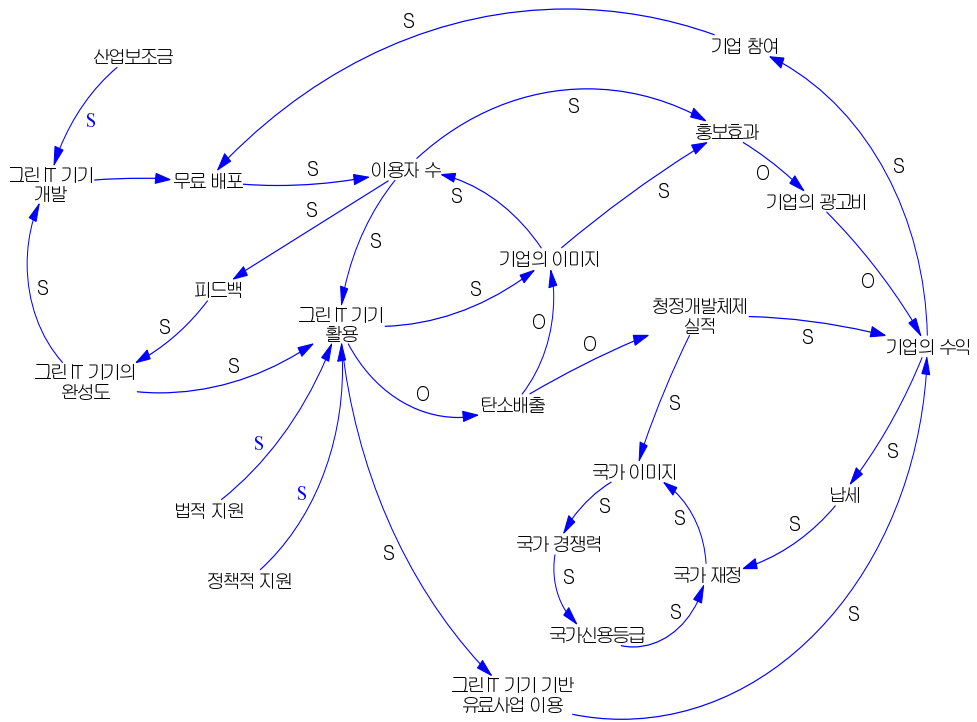 S
기업 참여
산업보조금
S
S
홍보효과
S
그린 IT 기기
개발
무료 배포
S
이용자 수
S
S
O
기업의 광고비
S
S
S
기업의 이미지
O
피드백
S
S
그린 IT 기기
활용
청정개발체제
실적
S
기업의 수익
S
O
O
S
그린 IT 기기의
완성도
S
O
탄소배출
S
S
S
국가 이미지
납세
S
법적 지원
S
S
S
S
국가 경쟁력
S
정책적 지원
S
국가 재정
S
국가신용등급
S
그린 IT 기기 기반
유료사업 이용